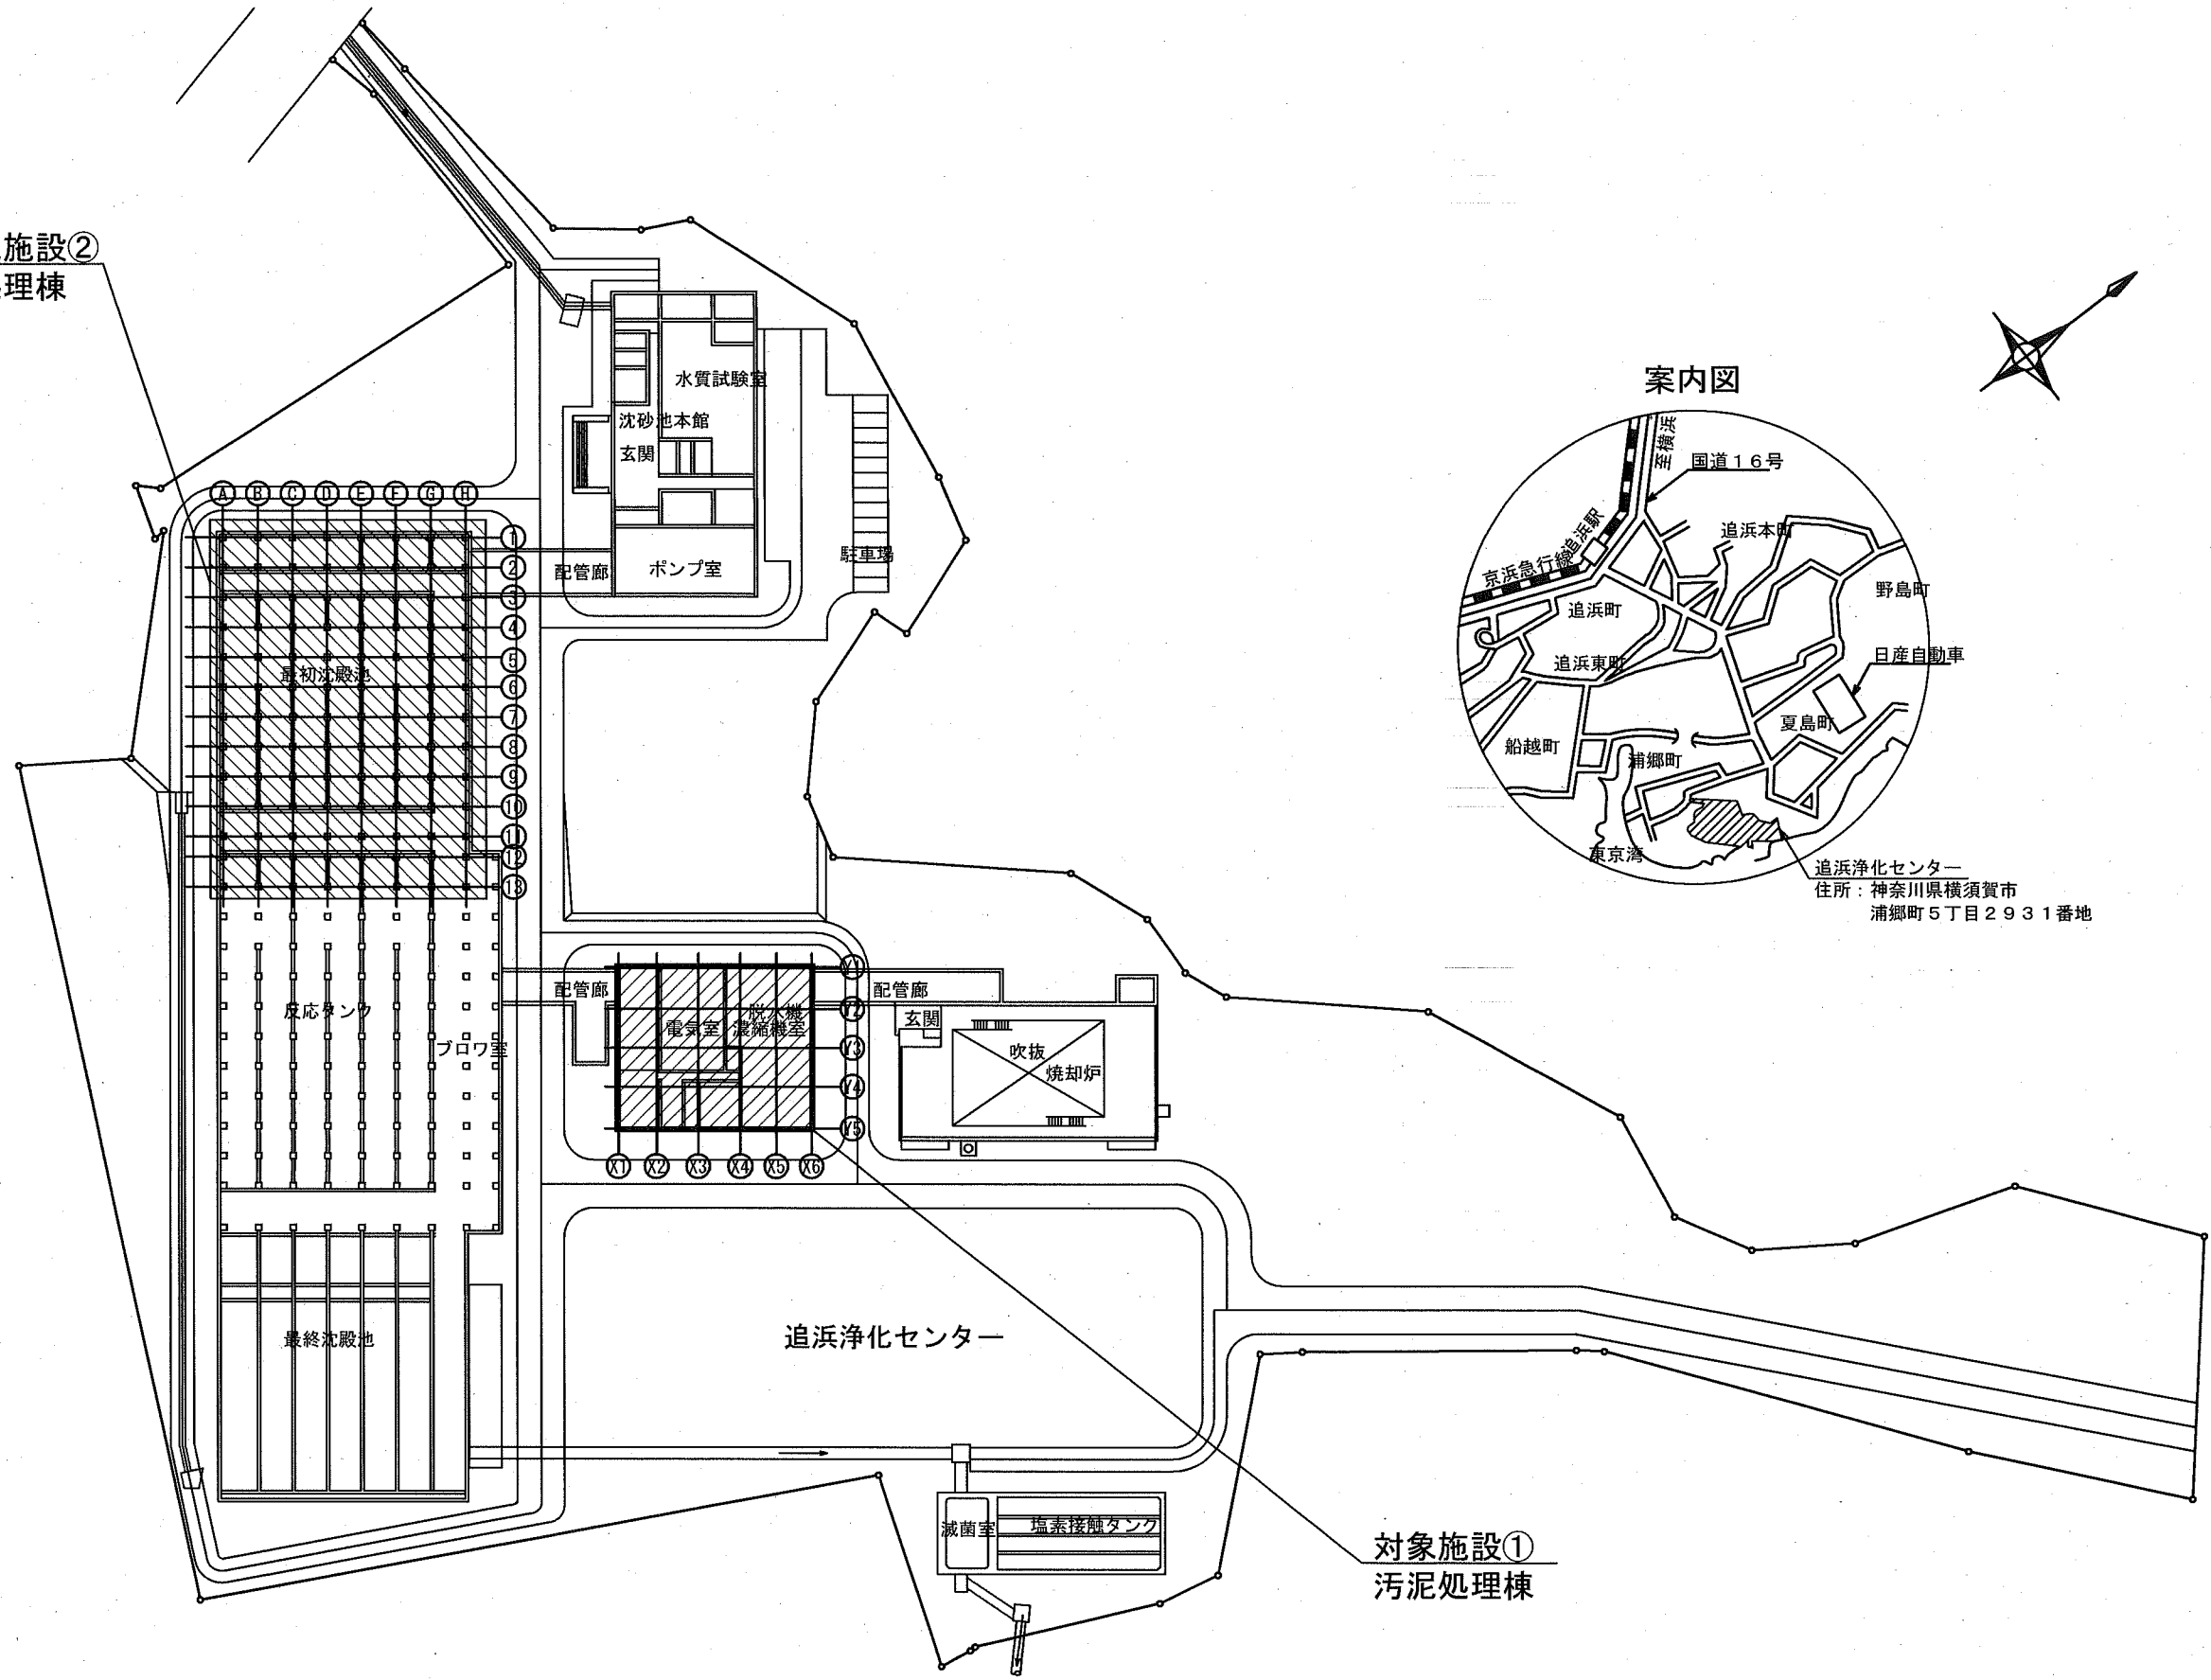 施設②
理棟
水質試験室
沈砂池本館
玄関
A B C D E F G H
1
2
3
4
5
6
7
8
9
10
11
12
13
配管廊
ポンプ室
駐車場
最初沈殿池
反応タンク
ブロワ室
最終沈殿池
配管廊
電気室
脱水機
濃縮機室
Y1
Y2
Y3
Y4
Y5
X1 X2 X3 X4 X5 X6
配管廊
玄関
吹抜
焼却炉
追浜浄化センター
滅菌室
塩素接触タンク
対象施設①
汚泥処理棟
案内図
至横浜
国道16号
追浜駅
京浜急行線
追浜本町
野島町
追浜町
追浜東町
日産自動車
夏島町
船越町
浦郷町
東京湾
追浜浄化センター
住所:神奈川県横須賀市
浦郷町5丁目2931番地